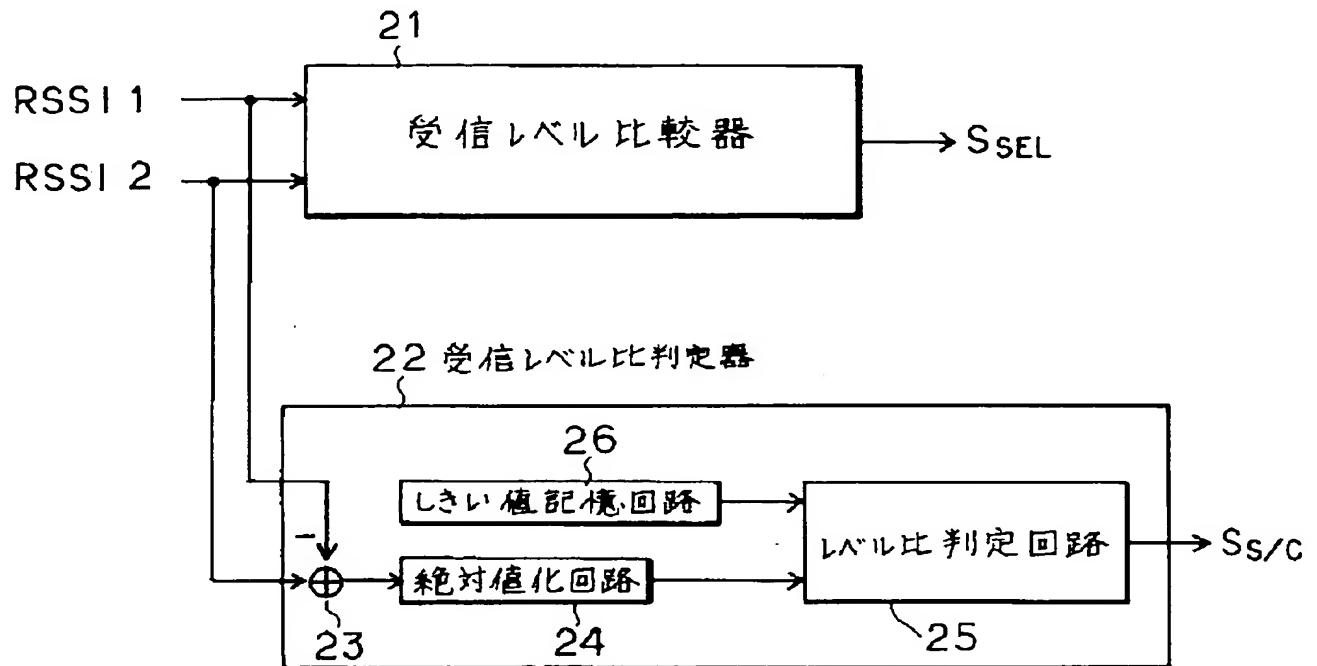 21
RSSI 1
受信レベル比較器
SSEL
RSSI 2
22 受信レベル比判定器
26
しきい値記憶回路
レベル比判定回路
SS/C
−
絶対値化回路
23
24
25